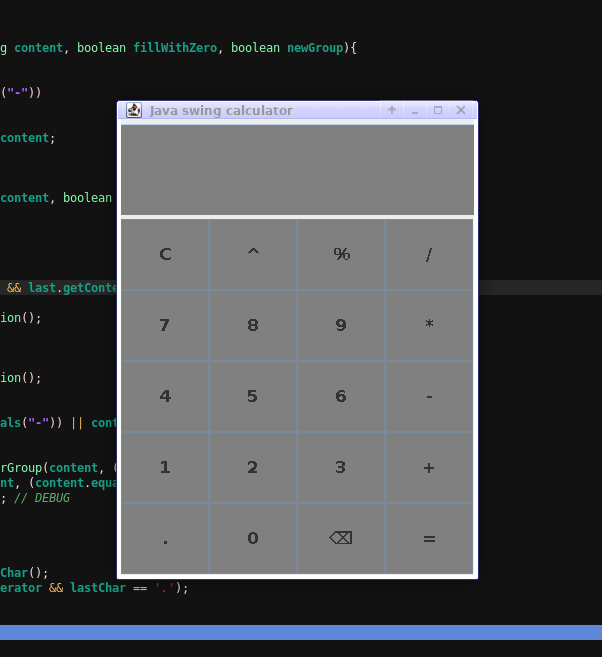 g content, boolean fillWithZero, boolean newGroup){
("-"))
Java swing calculator
content;
content, boolean
C ^ % /
&& last.getConte
ion();
7 8 9 *
ion();
4 5 6 -
als("-")) || cont
1 2 3 +
rGroup(content, (
nt, (content.equa
; // DEBUG
. 0 ⌫ =
Char();
erator && lastChar == '.');